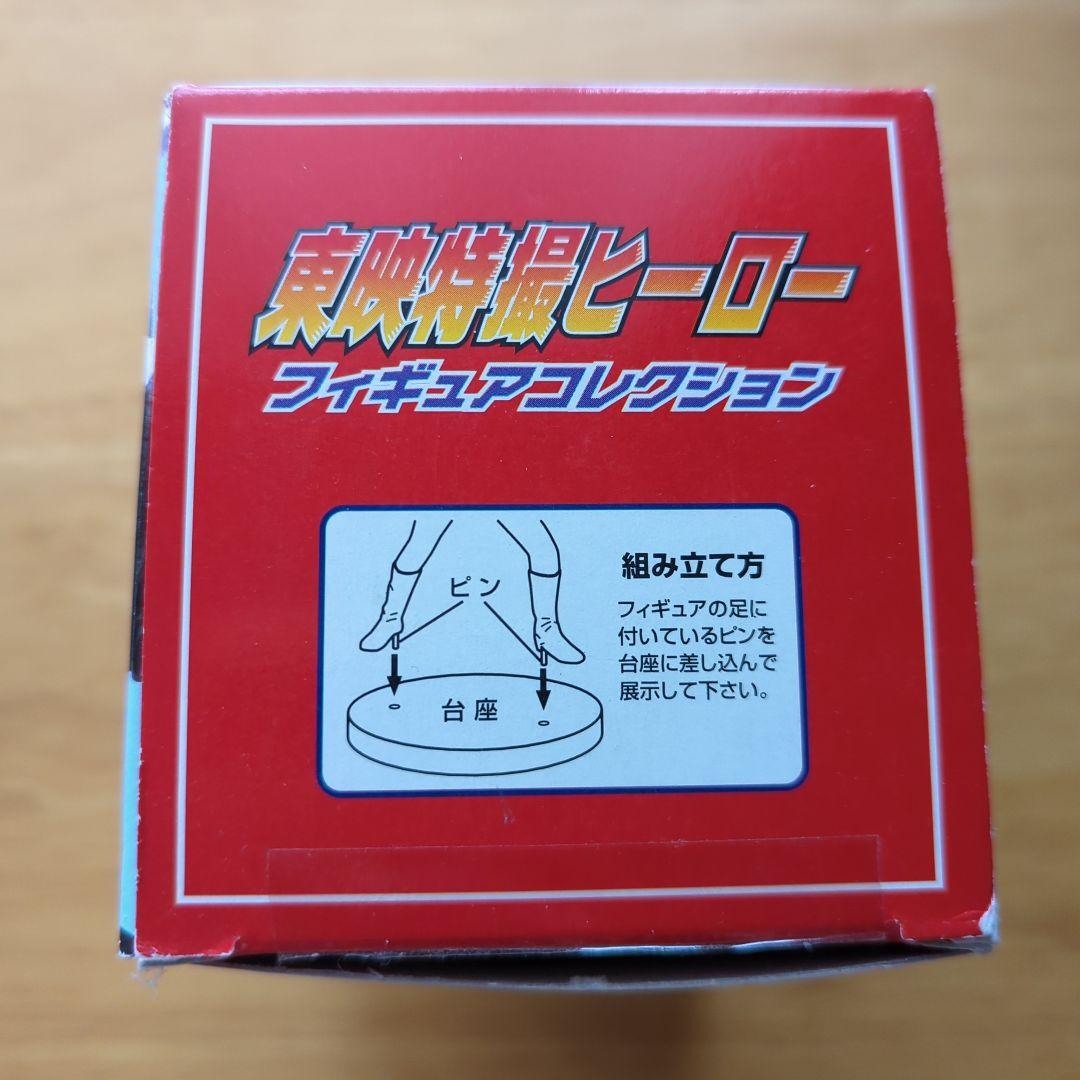 東映特撮ヒーロー
フィギュアコレクション
ピン
台座
組み立て方
フィギュアの足に
付いているピンを
台座に差し込んで
展示して下さい。